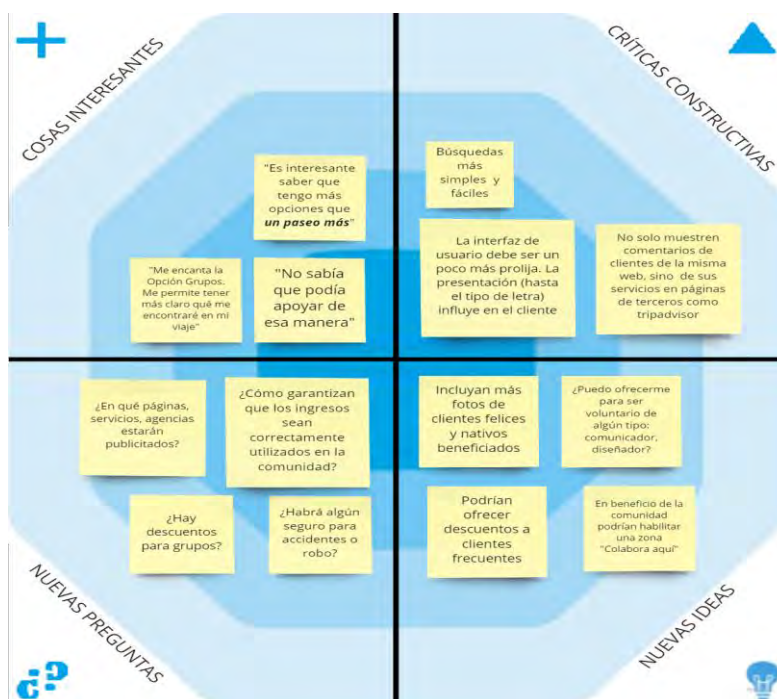 COSAS INTERESANTES
"Es interesante
saber que
tengo más
opciones que
un paseo más"
"Me encanta la
Opción Grupos.
Me permite tener
más claro qué me
encontraré en mi
viaje"
"No sabía
que podía
apoyar de
esa manera"
CRÍTICAS CONSTRUCTIVAS
Búsquedas
más
simples y
fáciles
La interfaz de
usuario debe ser un
poco más prolija. La
presentación (hasta
el tipo de letra)
influye en el cliente
No solo muestren
comentarios de
clientes de la misma
web, sino de sus
servicios en páginas
de terceros como
tripadvisor
¿En qué páginas,
servicios, agencias
estarán
publicitados?
¿Cómo garantizan
que los ingresos
sean
correctamente
utilizados en la
comunidad?
¿Hay
descuentos
para grupos?
¿Habrá algún
seguro para
accidentes o
robo?
NUEVAS PREGUNTAS
¿?
Incluyan más
fotos de
clientes felices
y nativos
beneficiados
¿Puedo ofrecerme
para ser
voluntario de
algún tipo:
comunicador,
diseñador?
Podrían
ofrecer
descuentos a
clientes
frecuentes
En beneficio de la
comunidad
podrían habilitar
una zona
"Colabora aquí"
NUEVAS IDEAS